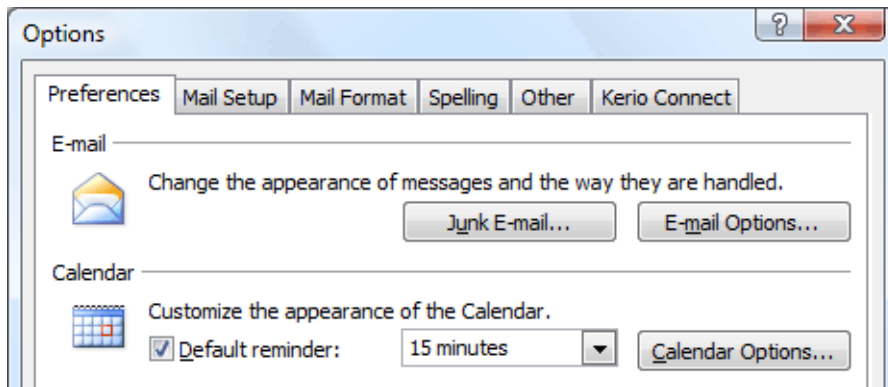 Options
Preferences Mail Setup Mail Format Spelling Other Kerio Connect
E-mail
Change the appearance of messages and the way they are handled.
Junk E-mail... E-mail Options...
Calendar
Customize the appearance of the Calendar.
Default reminder: 15 minutes Calendar Options...